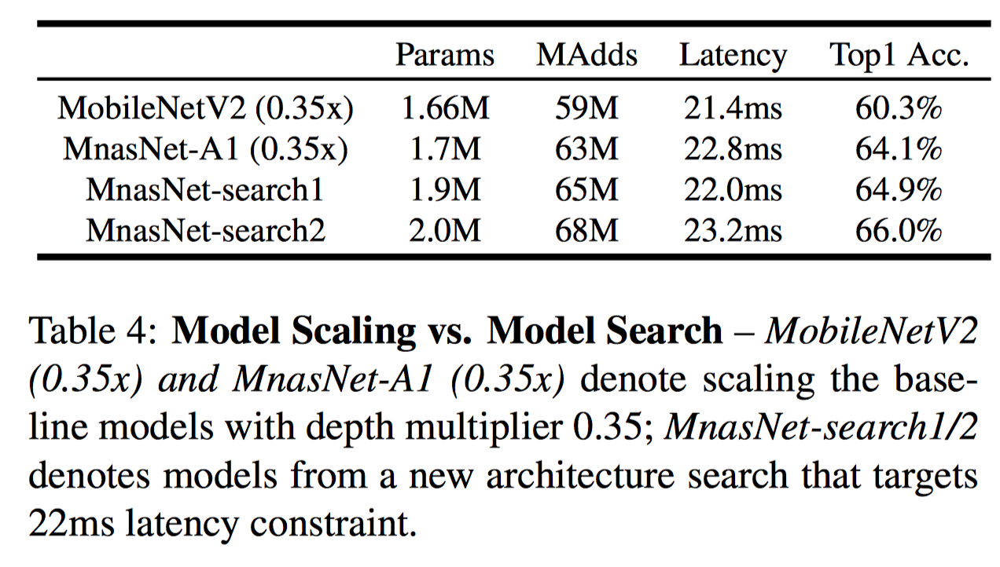 Params MAdds Latency Top1 Acc.
MobileNetV2 (0.35x) 1.66M 59M 21.4ms 60.3%
MnasNet-A1 (0.35x) 1.7M 63M 22.8ms 64.1%
MnasNet-search1 1.9M 65M 22.0ms 64.9%
MnasNet-search2 2.0M 68M 23.2ms 66.0%
Table 4: Model Scaling vs. Model Search – MobileNetV2
(0.35x) and MnasNet-A1 (0.35x) denote scaling the base-
line models with depth multiplier 0.35; MnasNet-search1/2
denotes models from a new architecture search that targets
22ms latency constraint.